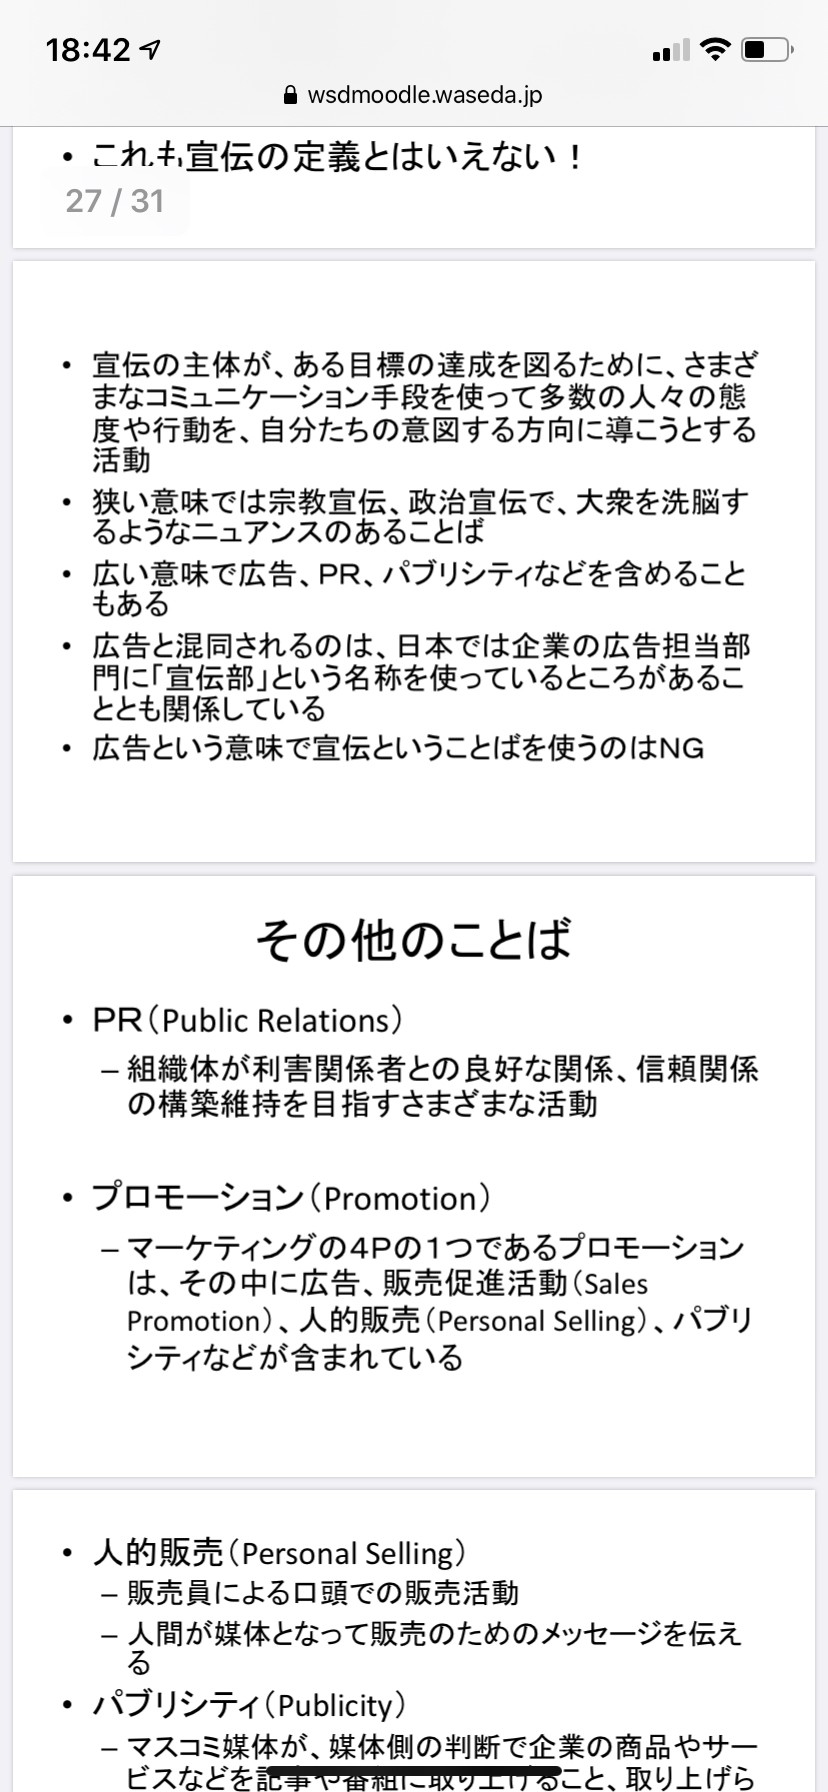 18:42
wsdmoodle.waseda.jp
• これも宣伝の定義とはいえない！
27 / 31
• 宣伝の主体が、ある目標の達成を図るために、さまざ
まなコミュニケーション手段を使って多数の人々の態
度や行動を、自分たちの意図する方向に導こうとする
活動
• 狭い意味では宗教宣伝、政治宣伝で、大衆を洗脳す
るようなニュアンスのあることば
• 広い意味で広告、PR、パブリシティなどを含めること
もある
• 広告と混同されるのは、日本では企業の広告担当部
門に「宣伝部」という名称を使っているところがあるこ
ととも関係している
• 広告という意味で宣伝ということばを使うのはNG
その他のことば
• PR（Public Relations）
– 組織体が利害関係者との良好な関係、信頼関係
の構築維持を目指すさまざまな活動
• プロモーション（Promotion）
– マーケティングの4Pの1つであるプロモーション
は、その中に広告、販売促進活動（Sales
Promotion）、人的販売（Personal Selling）、パブリ
シティなどが含まれている
• 人的販売（Personal Selling）
– 販売員による口頭での販売活動
– 人間が媒体となって販売のためのメッセージを伝え
る
• パブリシティ（Publicity）
– マスコミ媒体が、媒体側の判断で企業の商品やサー
ビスなどを記事や番組に取り上げること、取り上げら